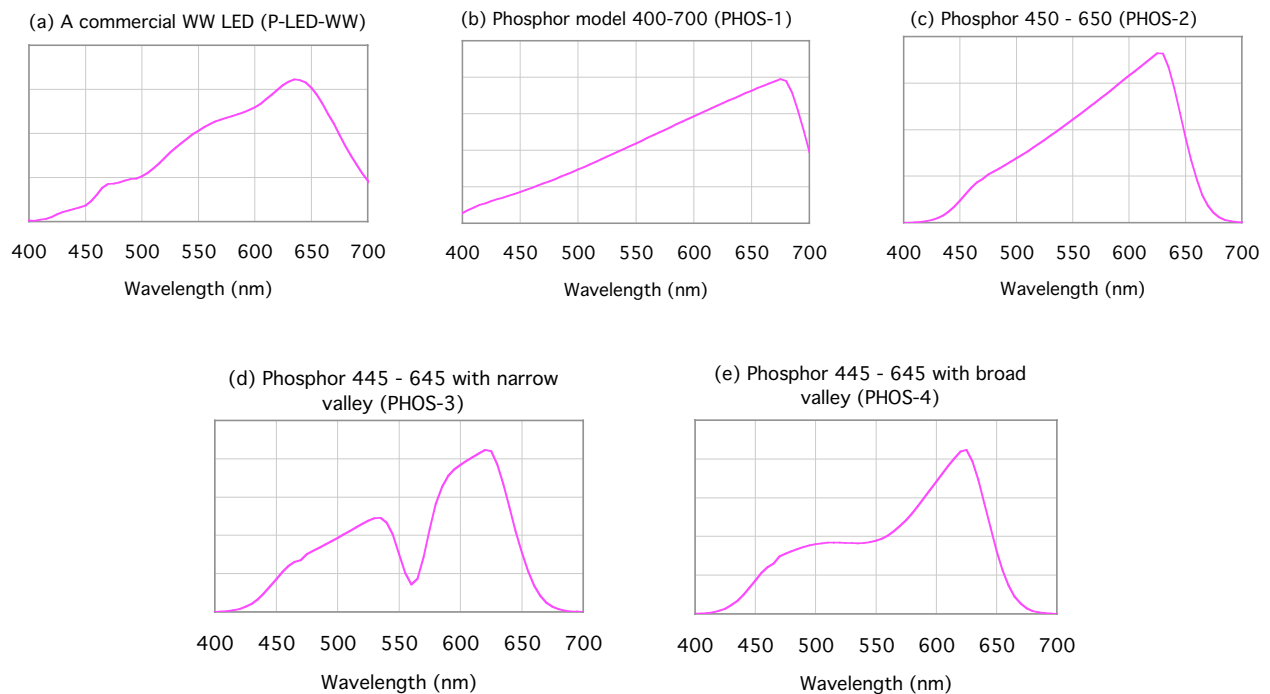 (a) A commercial WW LED (P-LED-WW)
400 450 500 550 600 650 700
Wavelength (nm)
(b) Phosphor model 400-700 (PHOS-1)
400 450 500 550 600 650 700
Wavelength (nm)
(c) Phosphor 450 - 650 (PHOS-2)
400 450 500 550 600 650 700
Wavelength (nm)
(d) Phosphor 445 - 645 with narrow
valley (PHOS-3)
400 450 500 550 600 650 700
Wavelength (nm)
(e) Phosphor 445 - 645 with broad
valley (PHOS-4)
400 450 500 550 600 650 700
Wavelength (nm)